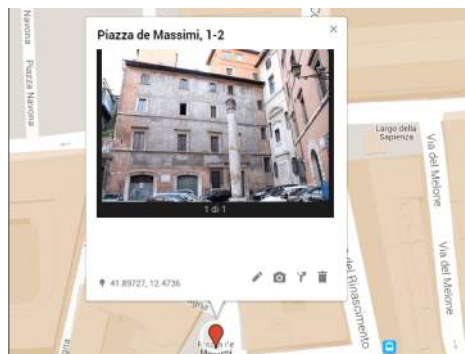 Navona
Piazza Navona
Piazza de Massimi, 1-2
1 di 1
41.89727, 12.4736
Largo della
Sapienza
Via del Melone
Via del Melone
del Rinascimento